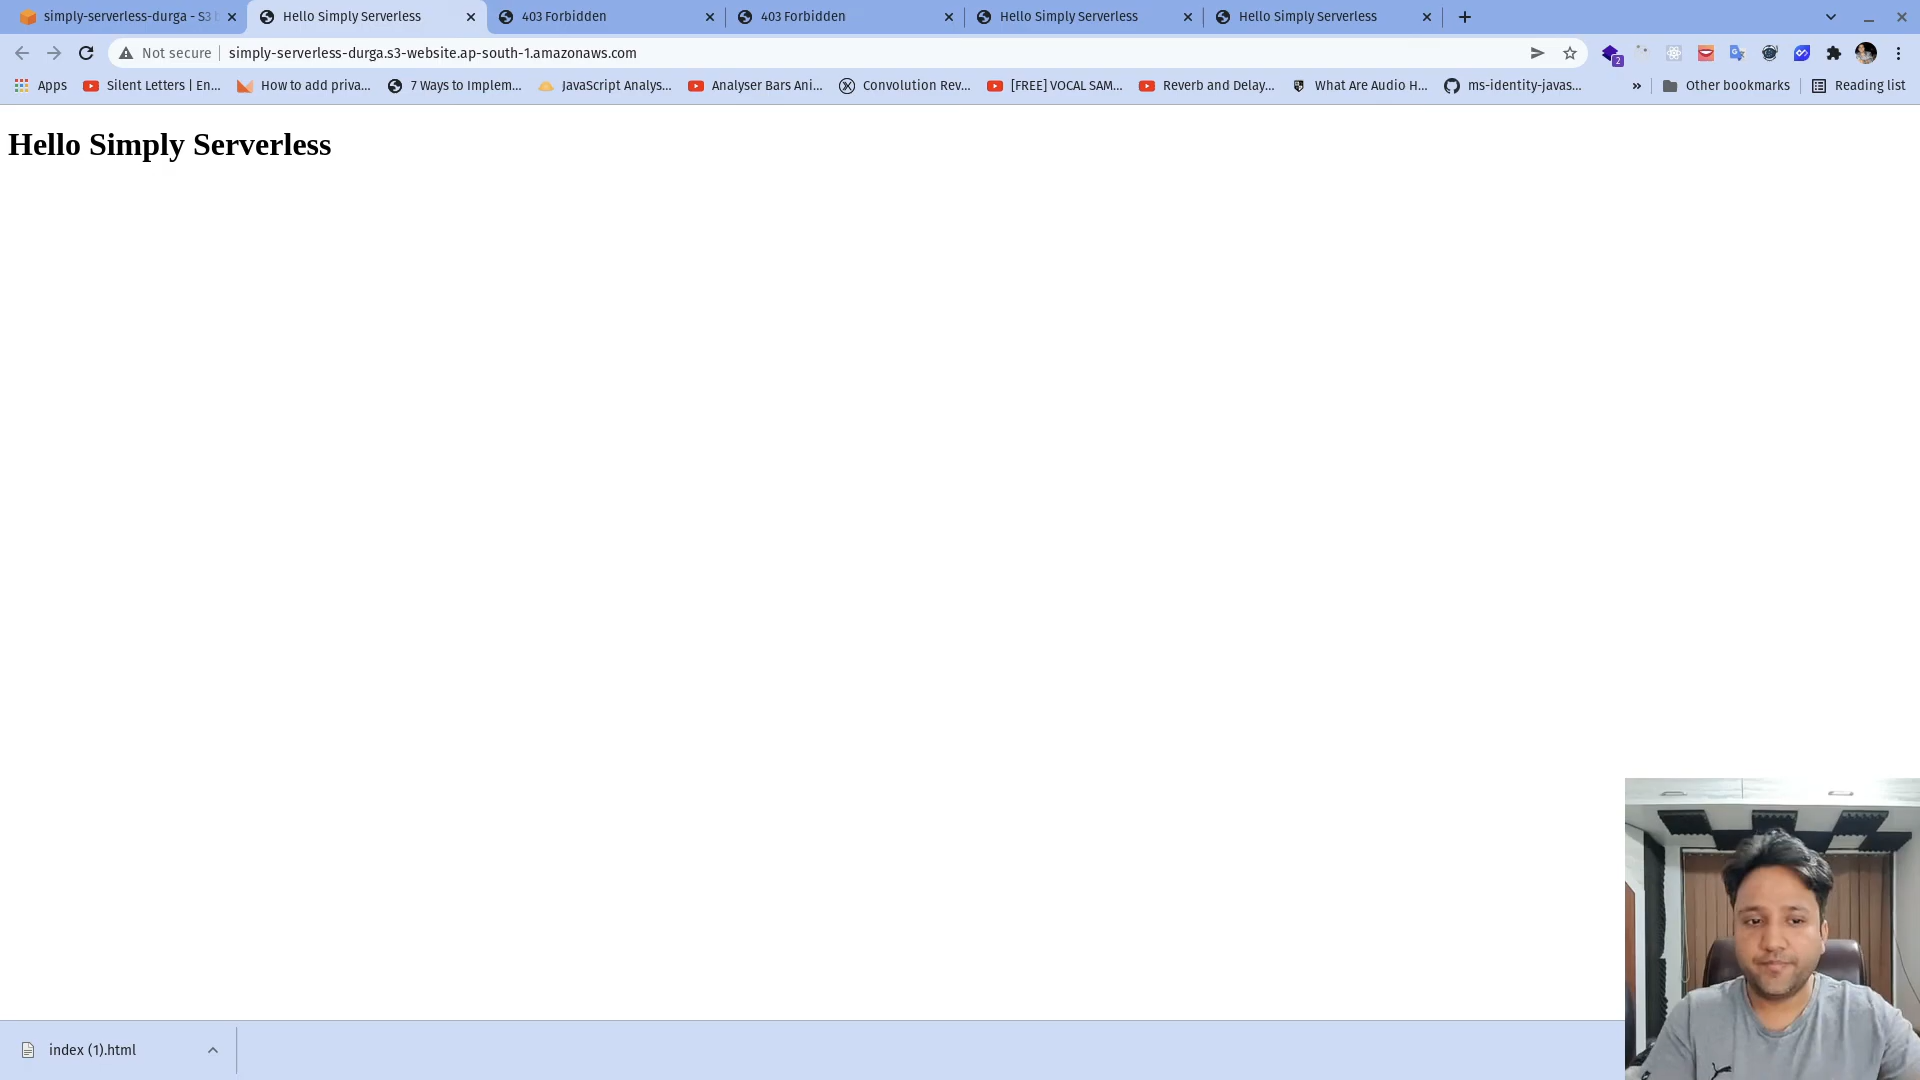 simply-serverless-durga - S3 b
Hello Simply Serverless
403 Forbidden
403 Forbidden
Hello Simply Serverless
Hello Simply Serverless
Not secure
simply-serverless-durga.s3-website.ap-south-1.amazonaws.com
2
Apps
Silent Letters | En...
How to add priva...
7 Ways to Implem...
JavaScript Analys...
Analyser Bars Ani...
Convolution Rev...
[FREE] VOCAL SAM...
Reverb and Delay...
What Are Audio H...
ms-identity-javas...
»
Other bookmarks
Reading list
Hello Simply Serverless
index (1).html